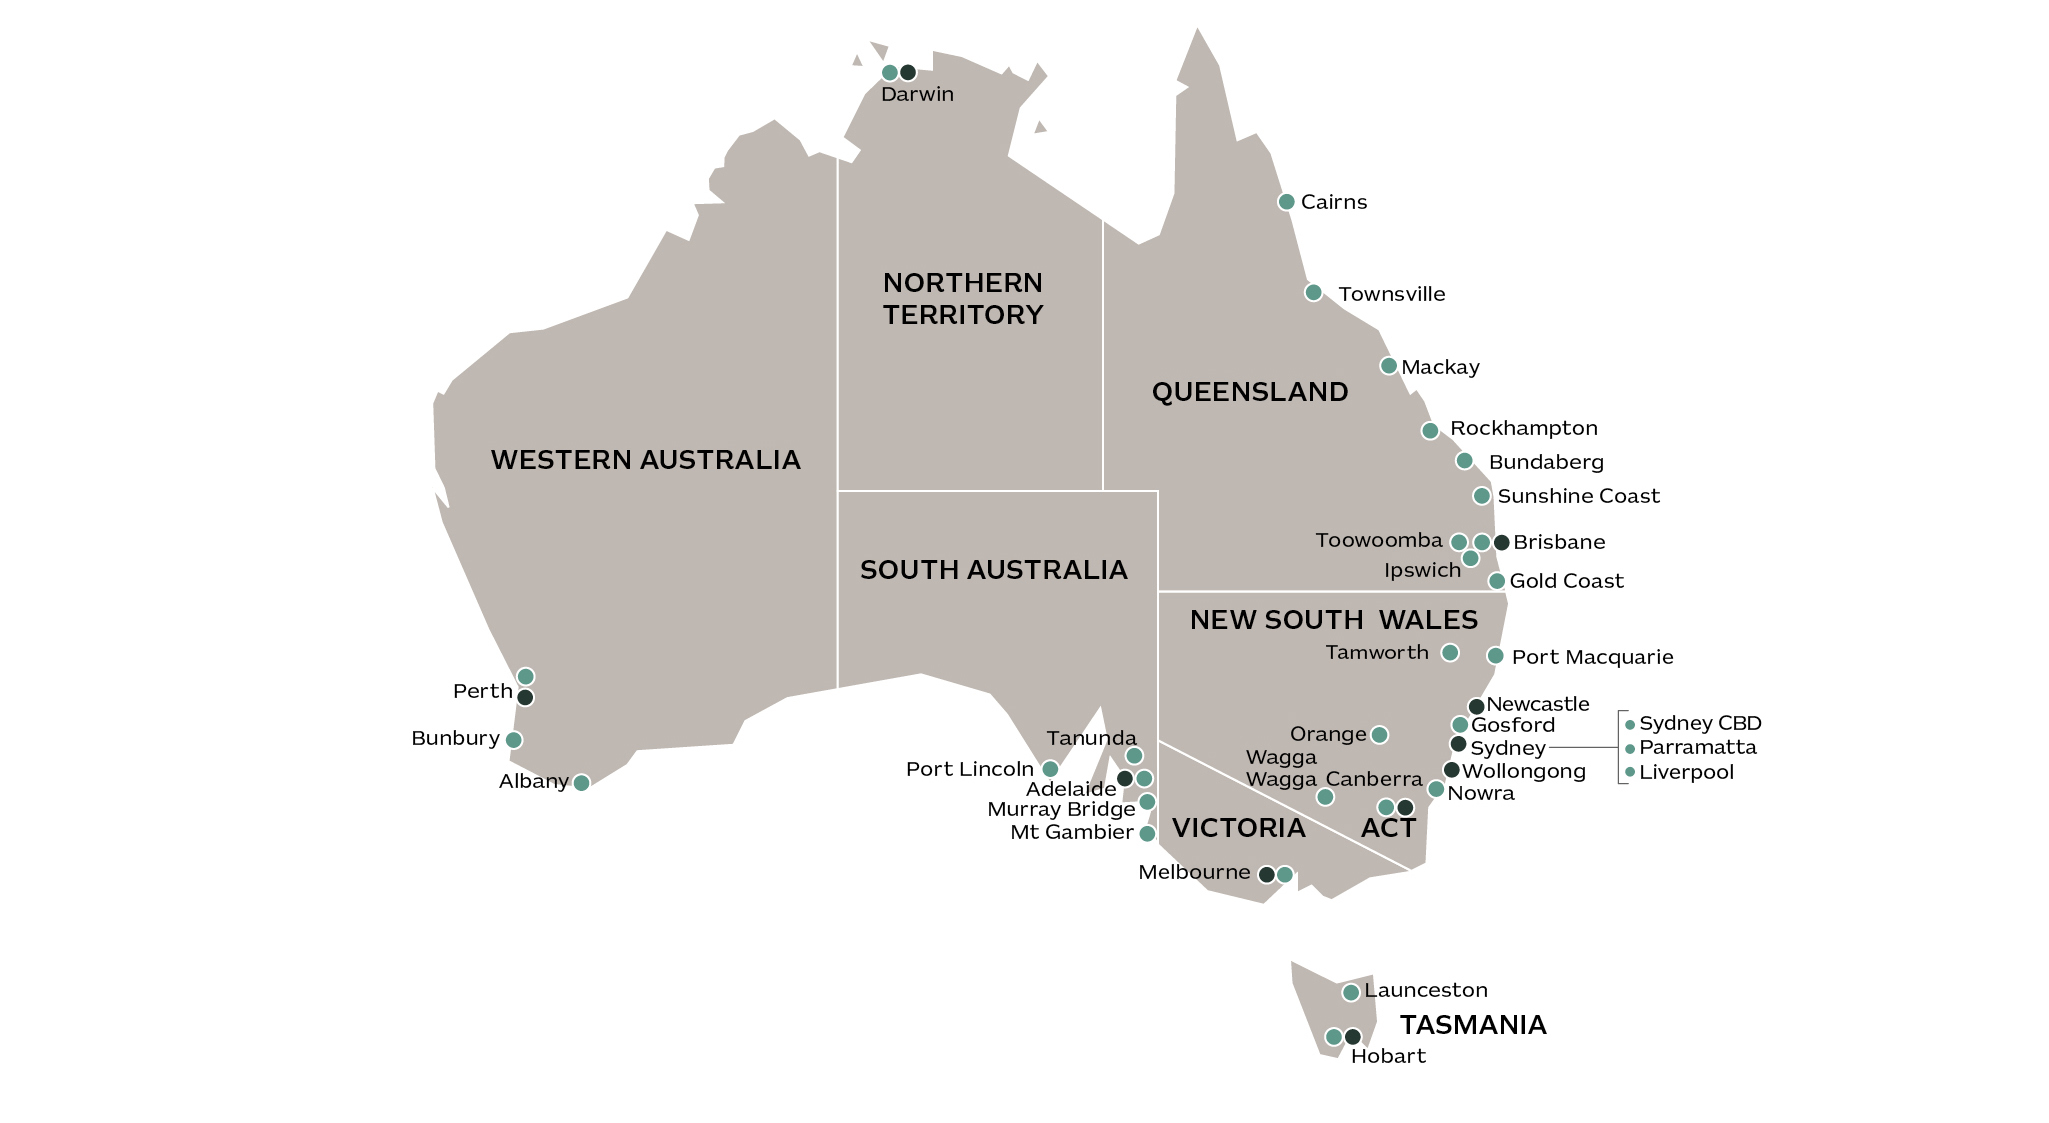 Darwin
Cairns
NORTHERN
TERRITORY
Townsville
Mackay
QUEENSLAND
Rockhampton
WESTERN AUSTRALIA
Bundaberg
Sunshine Coast
Toowoomba
Brisbane
SOUTH AUSTRALIA
Ipswich
Gold Coast
NEW SOUTH WALES
Tamworth
Port Macquarie
Perth
Newcastle
Gosford
Sydney CBD
Bunbury
Tanunda
Orange
Sydney
Parramatta
Wagga
Wagga
Canberra
Port Lincoln
Wollongong
Liverpool
Albany
Adelaide
Nowra
Murray Bridge
Mt Gambier
VICTORIA
ACT
Melbourne
Launceston
TASMANIA
Hobart